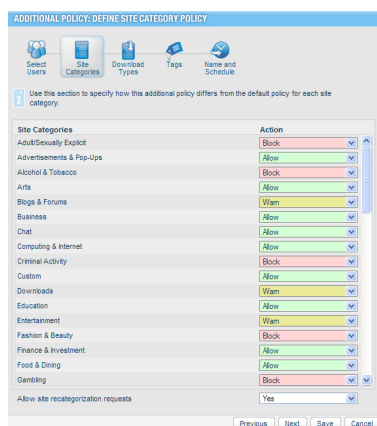 ADDITIONAL POLICY: DEFINE SITE CATEGORY POLICY
Select Users
Site Categories
Download Types
Tags
Name and Schedule
Use this section to specify how this additional policy differs from the default policy for each site
category.
Site Categories Action
Adult/Sexually Explicit Block
Advertisements & Pop-Ups Allow
Alcohol & Tobacco Block
Arts Allow
Blogs & Forums Warn
Business Allow
Chat Allow
Computing & Internet Allow
Criminal Activity Block
Custom Allow
Downloads Warn
Education Allow
Entertainment Warn
Fashion & Beauty Block
Finance & Investment Allow
Food & Dining Allow
Gambling Block
Allow site recategorization requests Yes
Previous Next Save Cancel